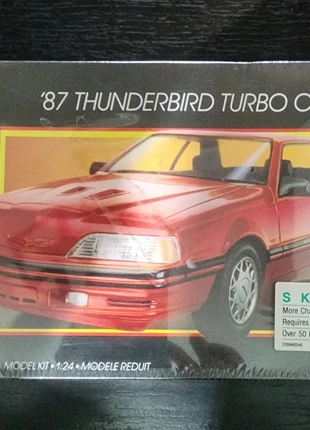 '87 THUNDERBIRD TURBO C
S K
More Cha
Requires
Over 50
MODEL KIT • 1:24 • MODELE REDUIT